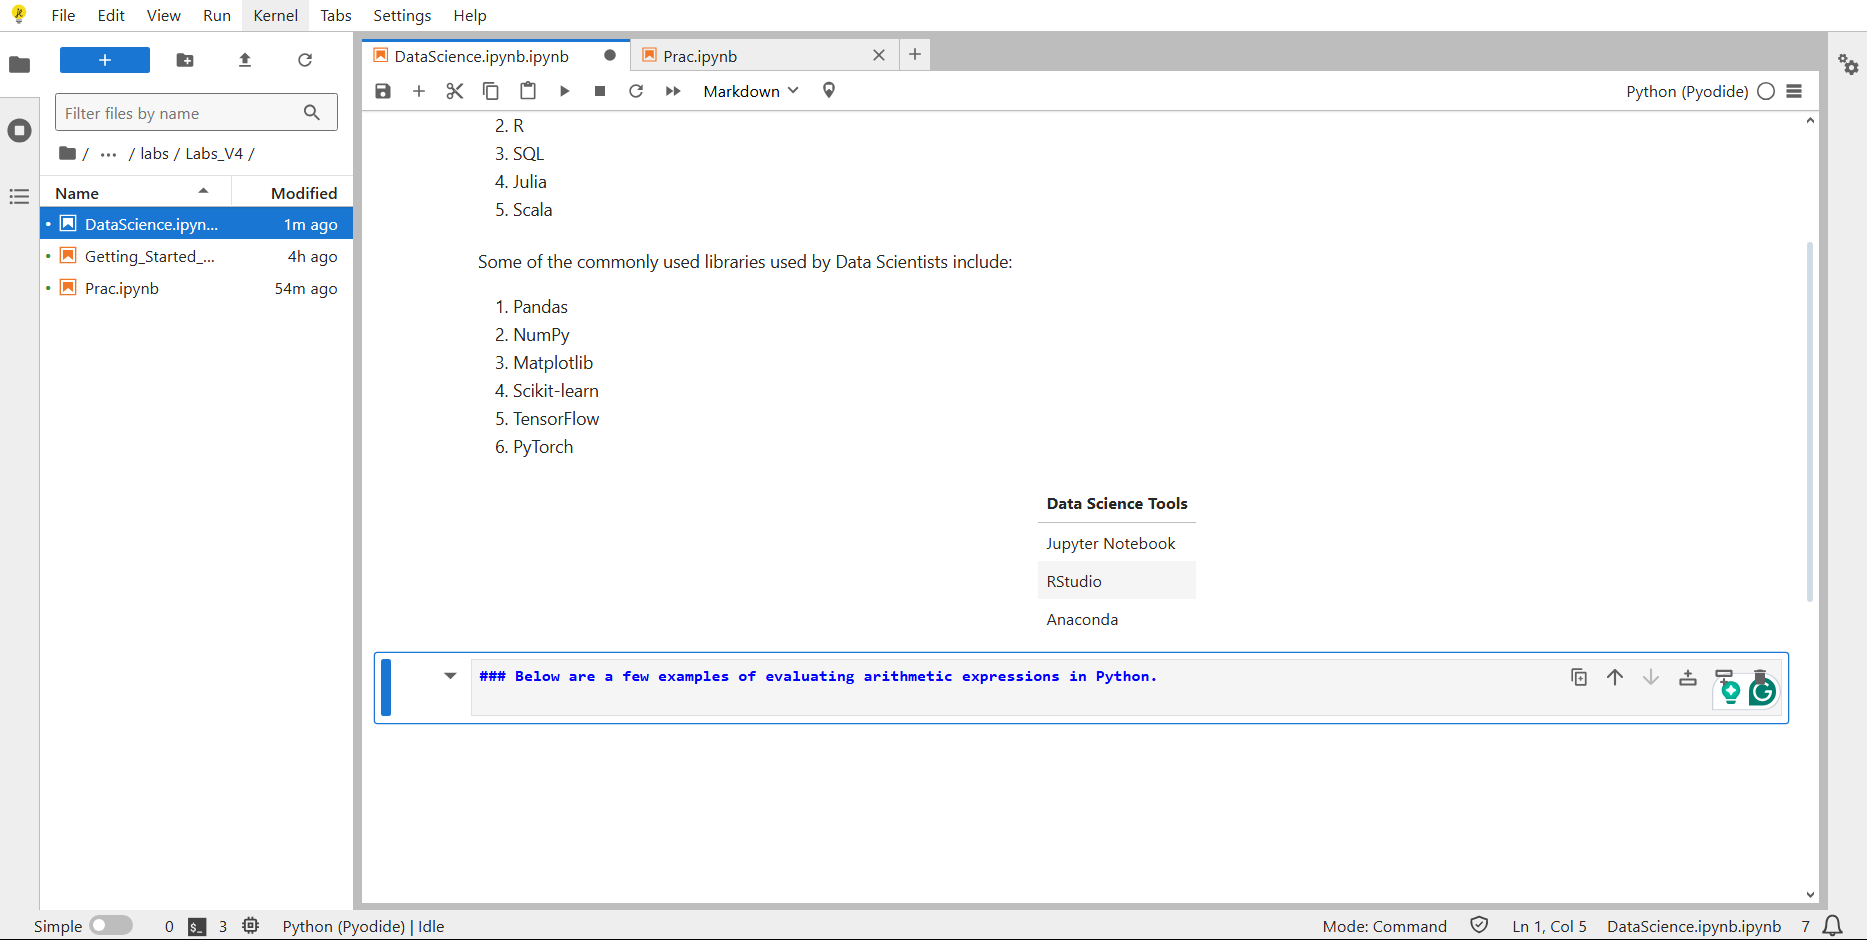 File Edit View Run Kernel Tabs Settings Help
DataScience.ipynb.ipynb Prac.ipynb
Markdown Python (Pyodide)
Filter files by name
/ ... / labs / Labs_V4 /
Name Modified
DataScience.ipyn... 1m ago
Getting_Started_... 4h ago
Prac.ipynb 54m ago
2. R
3. SQL
4. Julia
5. Scala
Some of the commonly used libraries used by Data Scientists include:
1. Pandas
2. NumPy
3. Matplotlib
4. Scikit-learn
5. TensorFlow
6. PyTorch
Data Science Tools
Jupyter Notebook
RStudio
Anaconda
### Below are a few examples of evaluating arithmetic expressions in Python.
Simple 0 $_ 3 Python (Pyodide) | Idle Mode: Command Ln 1, Col 5 DataScience.ipynb.ipynb 7